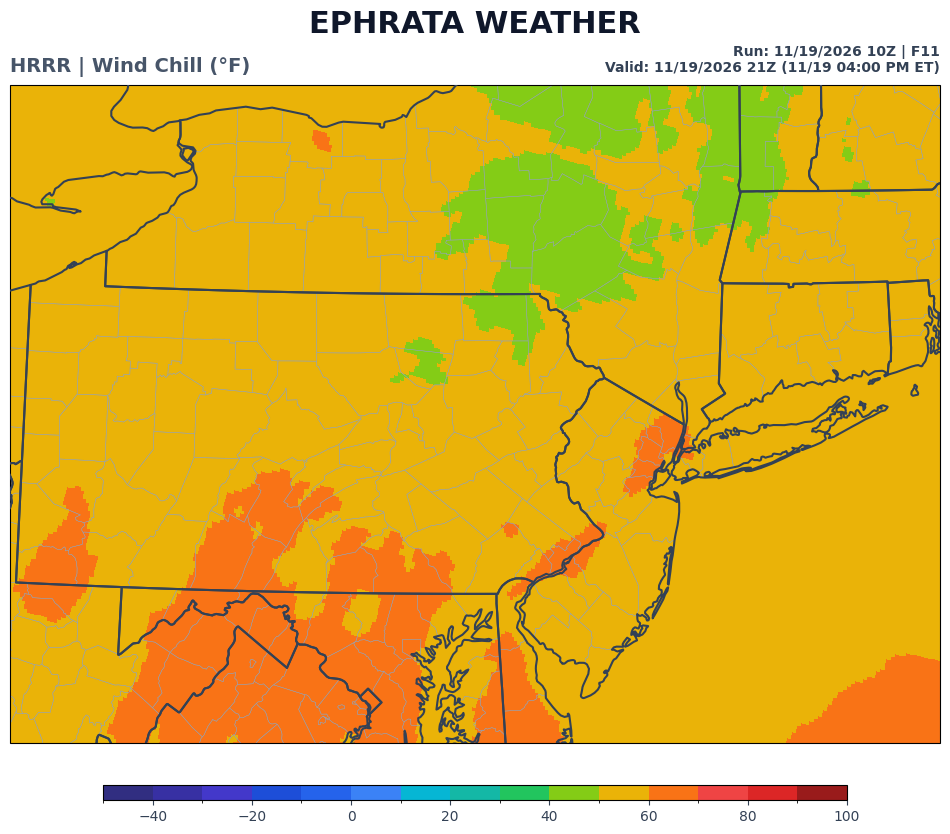 EPHRATA WEATHER
HRRR | Wind Chill (°F)
Run: 11/19/2026 10Z | F11
Valid: 11/19/2026 21Z (11/19 04:00 PM ET)
−40 −20 0 20 40 60 80 100